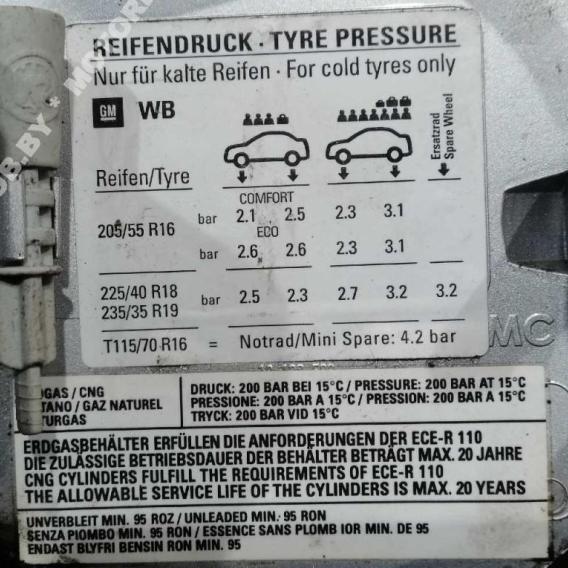 REIFENDRUCK · TYRE PRESSURE
Nur für kalte Reifen · For cold tyres only
GM WB
Ersatzrad
Spare Wheel
Reifen/Tyre
COMFORT
205/55 R16 bar 2.1 2.5 2.3 3.1
ECO
bar 2.6 2.6 2.3 3.1
225/40 R18
235/35 R19 bar 2.5 2.3 2.7 3.2 3.2
T115/70 R16 = Notrad/Mini Spare: 4.2 bar
MC
/ CNG
/ GAZ NATUREL
DRUCK: 200 BAR BEI 15°C / PRESSURE: 200 BAR AT 15°C
PRESSIONE: 200 BAR A 15°C / PRESSION: 200 BAR A 15°C
TRYCK: 200 BAR VID 15°C
ERDGASBEHÄLTER ERFÜLLEN DIE ANFORDERUNGEN DER ECE-R 110
DIE ZULÄSSIGE BETRIEBSDAUER DER BEHÄLTER BETRÄGT MAX. 20 JAHRE
CNG CYLINDERS FULFILL THE REQUIREMENTS OF ECE-R 110
THE ALLOWABLE SERVICE LIFE OF THE CYLINDERS IS MAX. 20 YEARS
UNVERBLEIT MIN. 95 ROZ / UNLEADED MIN. 95 RON
SENZA PIOMBO MIN. 95 RON / ESSENCE SANS PLOMB IOR MIN. DE 95
ENDAST BLYFRI BENSIN RON MIN. 95